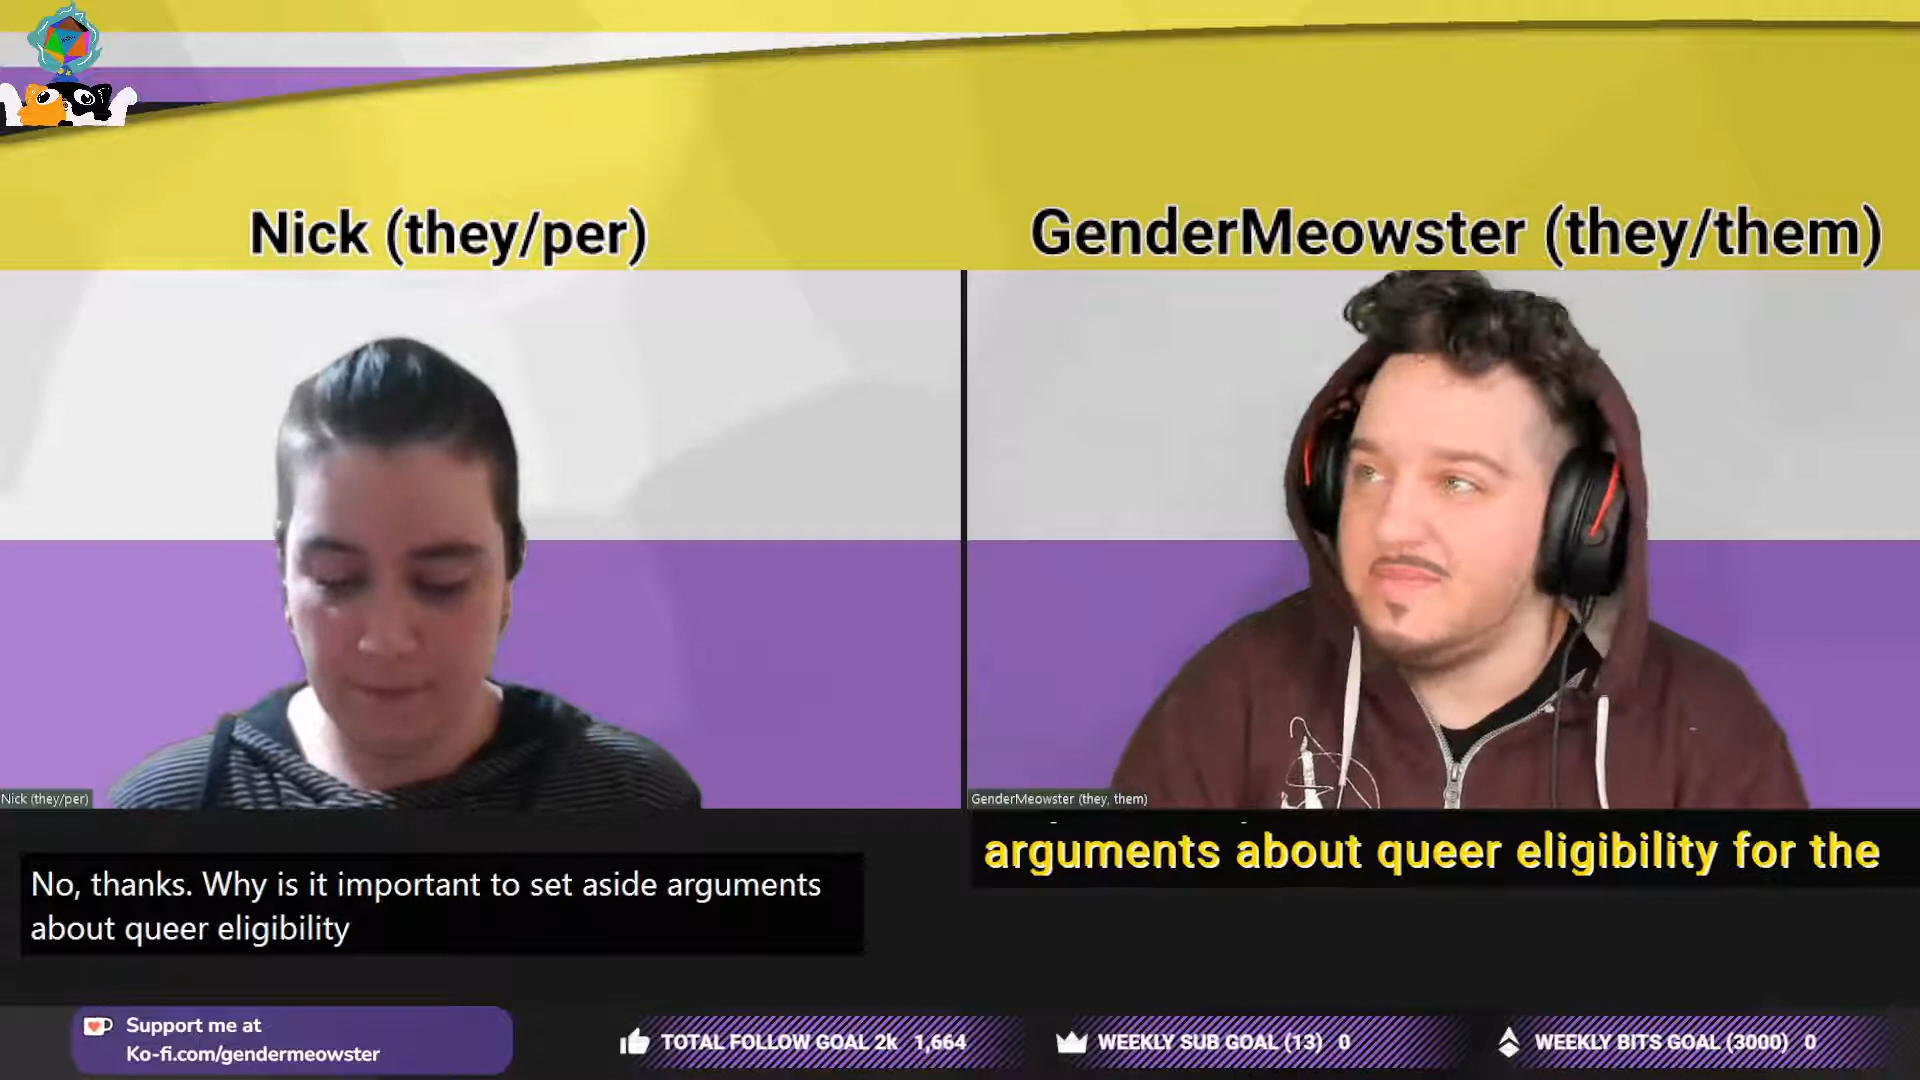 Nick (they/per)
GenderMeowster (they/them)
Nick (they/per)
GenderMeowster (they, them)
No, thanks. Why is it important to set aside arguments
about queer eligibility
arguments about queer eligibility for the
Support me at
Ko-fi.com/gendermeowster
TOTAL FOLLOW GOAL 2k 1,664
WEEKLY SUB GOAL (13) 0
WEEKLY BITS GOAL (3000) 0